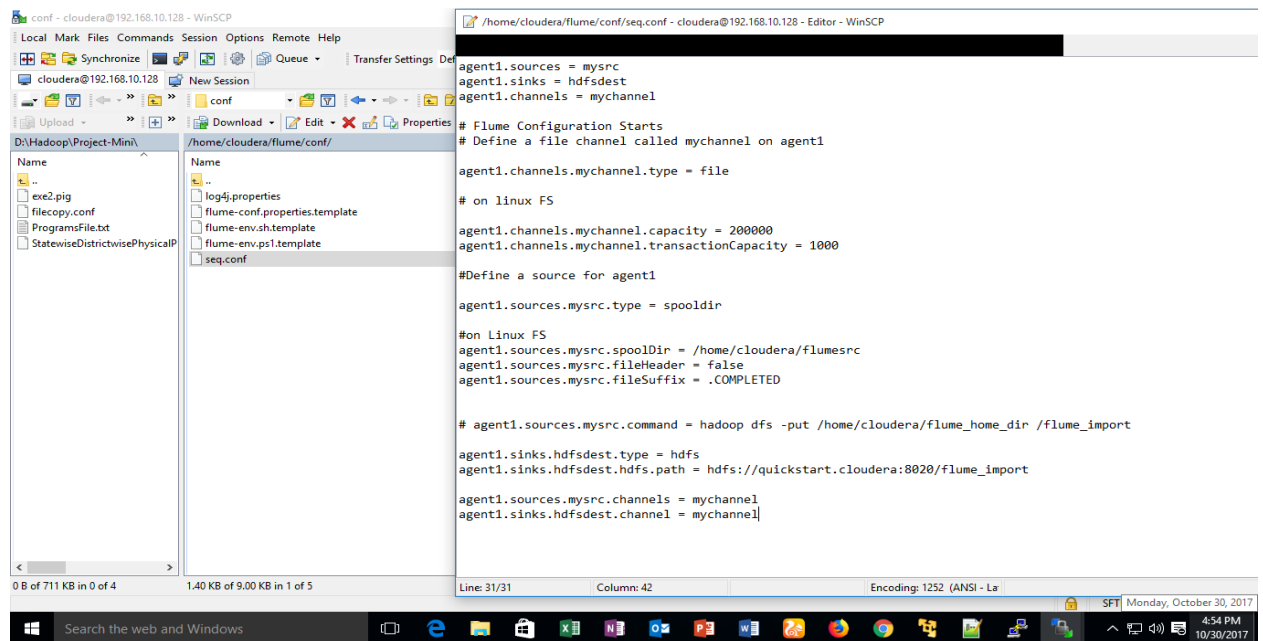 conf - cloudera@192.168.10.128 - WinSCP
Local Mark Files Commands Session Options Remote Help
Synchronize Queue Transfer Settings Def
cloudera@192.168.10.128 New Session
conf
Upload Download Edit Properties
D:\Hadoop\Project-Mini\ /home/cloudera/flume/conf/
Name Name
.. ..
exe2.pig log4j.properties
filecopy.conf flume-conf.properties.template
ProgramsFile.txt flume-env.sh.template
StatewiseDistrictwisePhysicalP flume-env.ps1.template
seq.conf
0 B of 711 KB in 0 of 4 1.40 KB of 9.00 KB in 1 of 5
/home/cloudera/flume/conf/seq.conf - cloudera@192.168.10.128 - Editor - WinSCP
agent1.sources = mysrc
agent1.sinks = hdfsdest
agent1.channels = mychannel
# Flume Configuration Starts
# Define a file channel called mychannel on agent1
agent1.channels.mychannel.type = file
# on linux FS
agent1.channels.mychannel.capacity = 200000
agent1.channels.mychannel.transactionCapacity = 1000
#Define a source for agent1
agent1.sources.mysrc.type = spooldir
#on Linux FS
agent1.sources.mysrc.spoolDir = /home/cloudera/flumesrc
agent1.sources.mysrc.fileHeader = false
agent1.sources.mysrc.fileSuffix = .COMPLETED
# agent1.sources.mysrc.command = hadoop dfs -put /home/cloudera/flume_home_dir /flume_import
agent1.sinks.hdfsdest.type = hdfs
agent1.sinks.hdfsdest.hdfs.path = hdfs://quickstart.cloudera:8020/flume_import
agent1.sources.mysrc.channels = mychannel
agent1.sinks.hdfsdest.channel = mychannel
Line: 31/31 Column: 42 Encoding: 1252 (ANSI - La
SFT Monday, October 30, 2017
Search the web and Windows
4:54 PM
10/30/2017